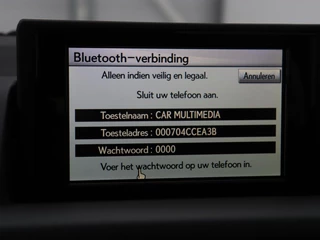 Bluetooth-verbinding
Alleen indien veilig en legaal.
Annuleren
Sluit uw telefoon aan.
Toestelnaam : CAR MULTIMEDIA
Toesteladres : 000704CCEA3B
Wachtwoord : 0000
Voer het wachtwoord op uw telefoon in.